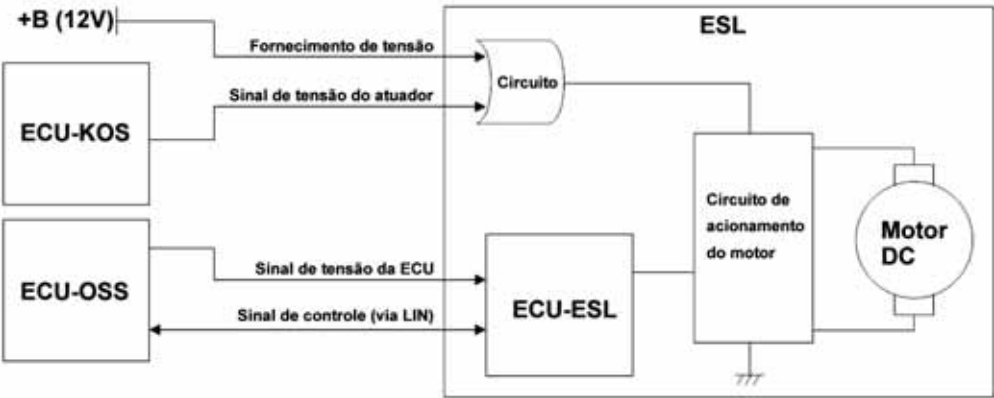 +B (12V)
ESL
Fornecimento de tensão
Circuito
Sinal de tensão do atuador
ECU-KOS
Circuito de
acionamento
do motor
Motor
DC
Sinal de tensão da ECU
ECU-OSS
ECU-ESL
Sinal de controle (via LIN)